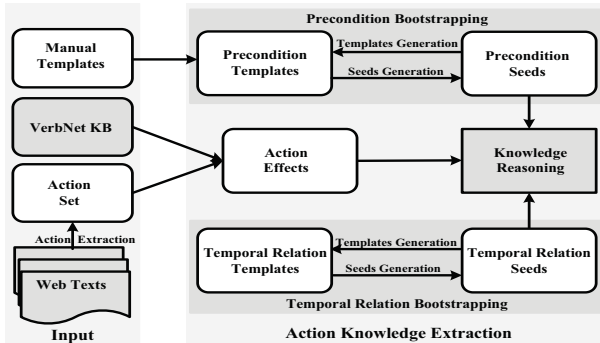 Precondition Bootstrapping
Manual
Templates
Precondition
Templates
Templates Generation
Seeds Generation
Precondition
Seeds
VerbNet KB
Action
Set
Action
Effects
Knowledge
Reasoning
Action Extraction
Web Texts
Temporal Relation
Templates
Templates Generation
Seeds Generation
Temporal Relation
Seeds
Temporal Relation Bootstrapping
Input
Action Knowledge Extraction